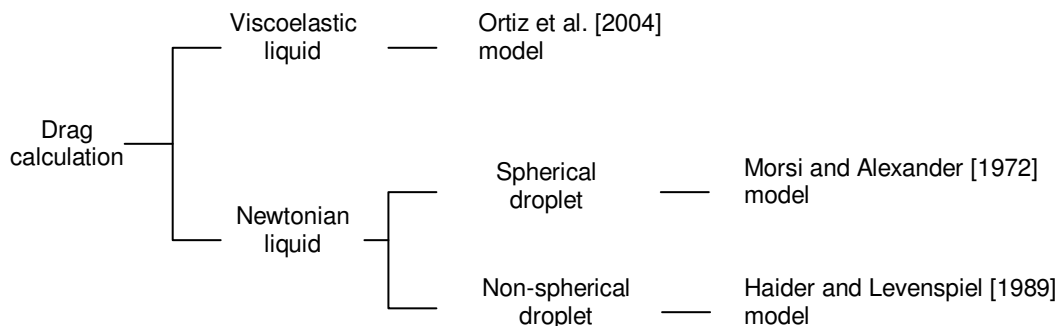 Viscoelastic
liquid
Ortiz et al. [2004]
model
Drag
calculation
Spherical
droplet
Morsi and Alexander [1972]
model
Newtonian
liquid
Non-spherical
droplet
Haider and Levenspiel [1989]
model